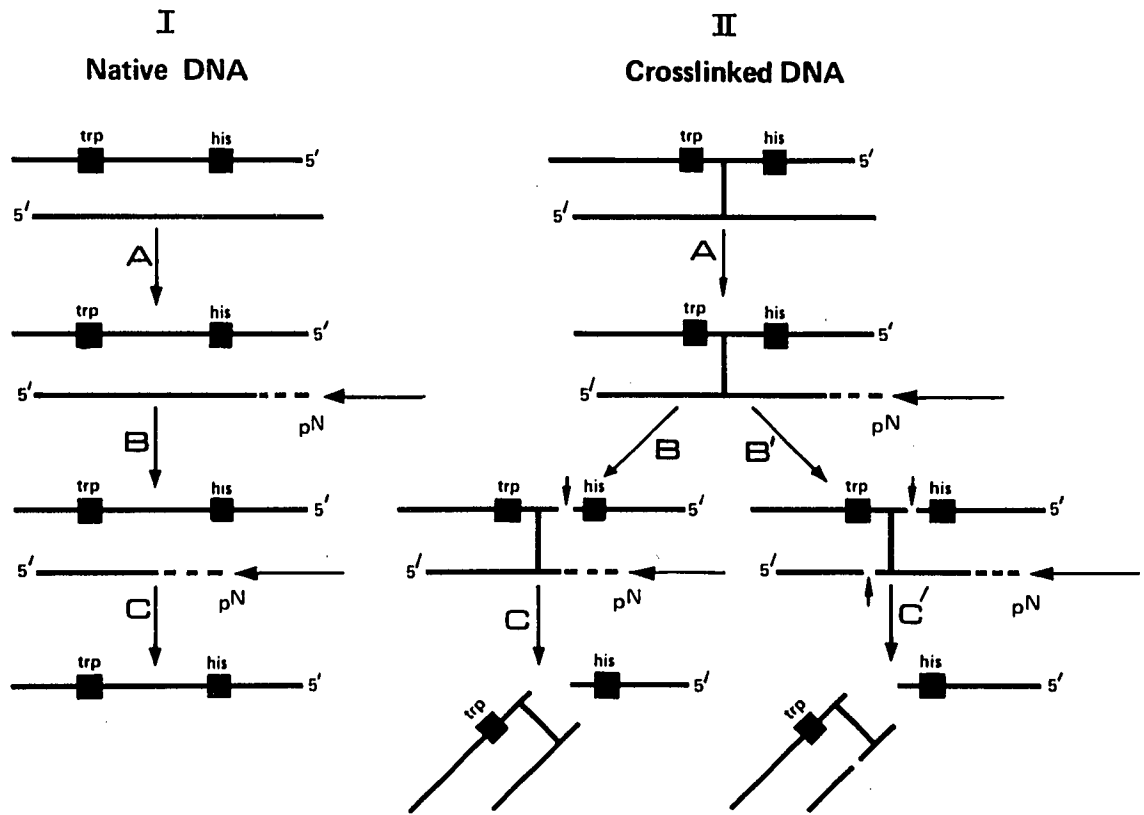 I
Native DNA
trp his
5'
5'
A
trp his
5'
5'
pN
B
trp his
5'
5'
pN
C
trp his
5'
II
Crosslinked DNA
trp his
5'
5'
A
trp his
5'
5'
pN
B B'
trp his
5'
5'
pN
C
his
5'
trp
trp his
5'
5'
pN
C'
his
5'
trp